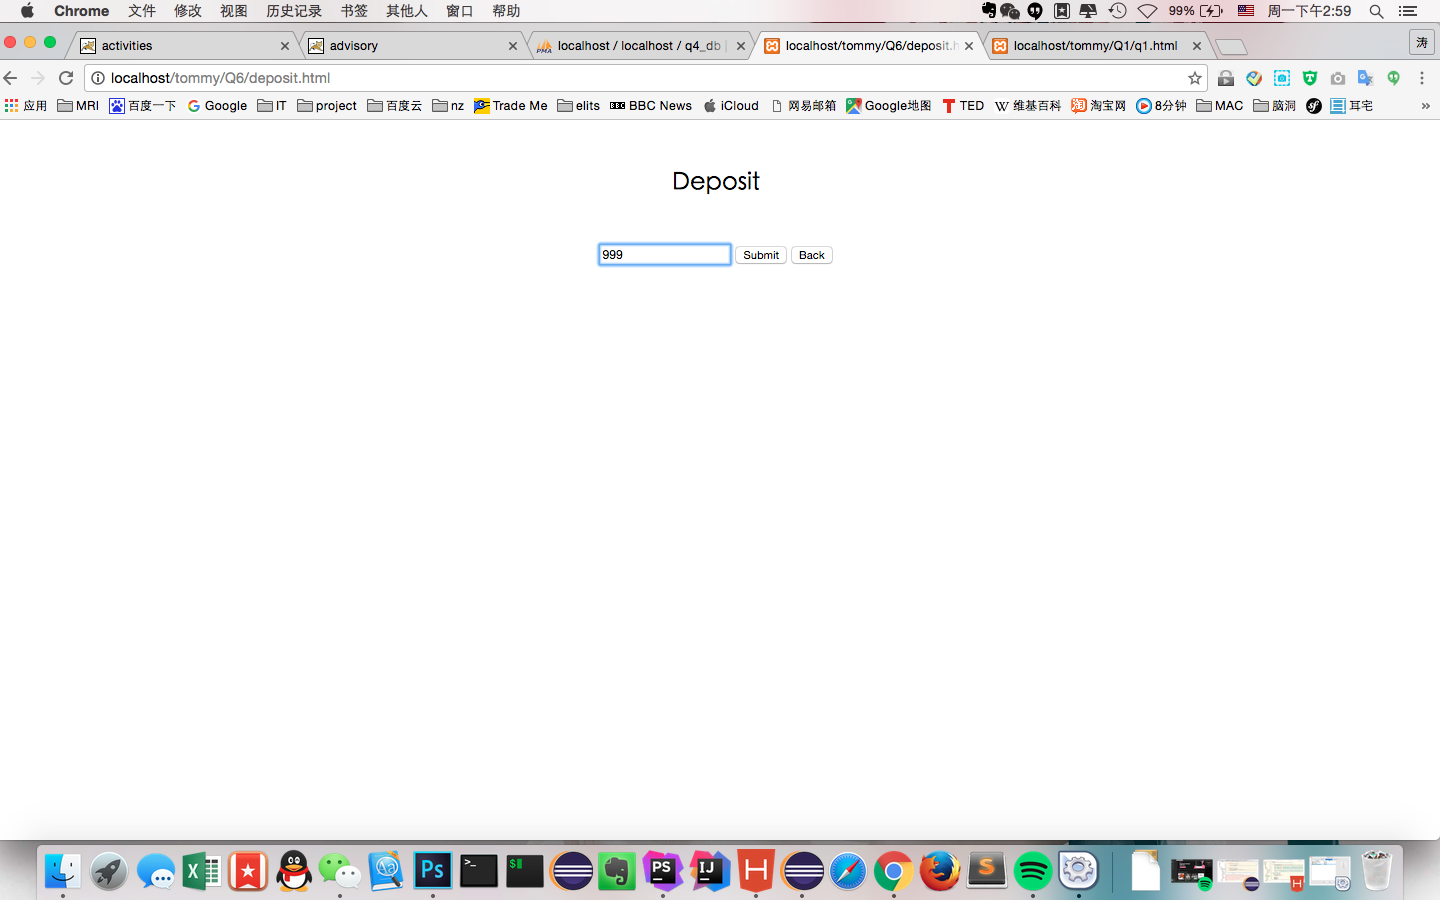 Chrome 文件 修改 视图 历史记录 书签 其他人 窗口 帮助 99% 周一下午2:59
activities advisory localhost / localhost / q4_db localhost/tommy/Q6/deposit.h localhost/tommy/Q1/q1.html 涛
localhost/tommy/Q6/deposit.html
应用 MRI 百度一下 Google IT project 百度云 nz Trade Me elits BBC BBC News iCloud 网易邮箱 Google地图 TED W 维基百科 淘 淘宝网 8分钟 MAC 脑洞 耳宅 »
Deposit
999 Submit Back
Ps >_ $ PS IJ H S